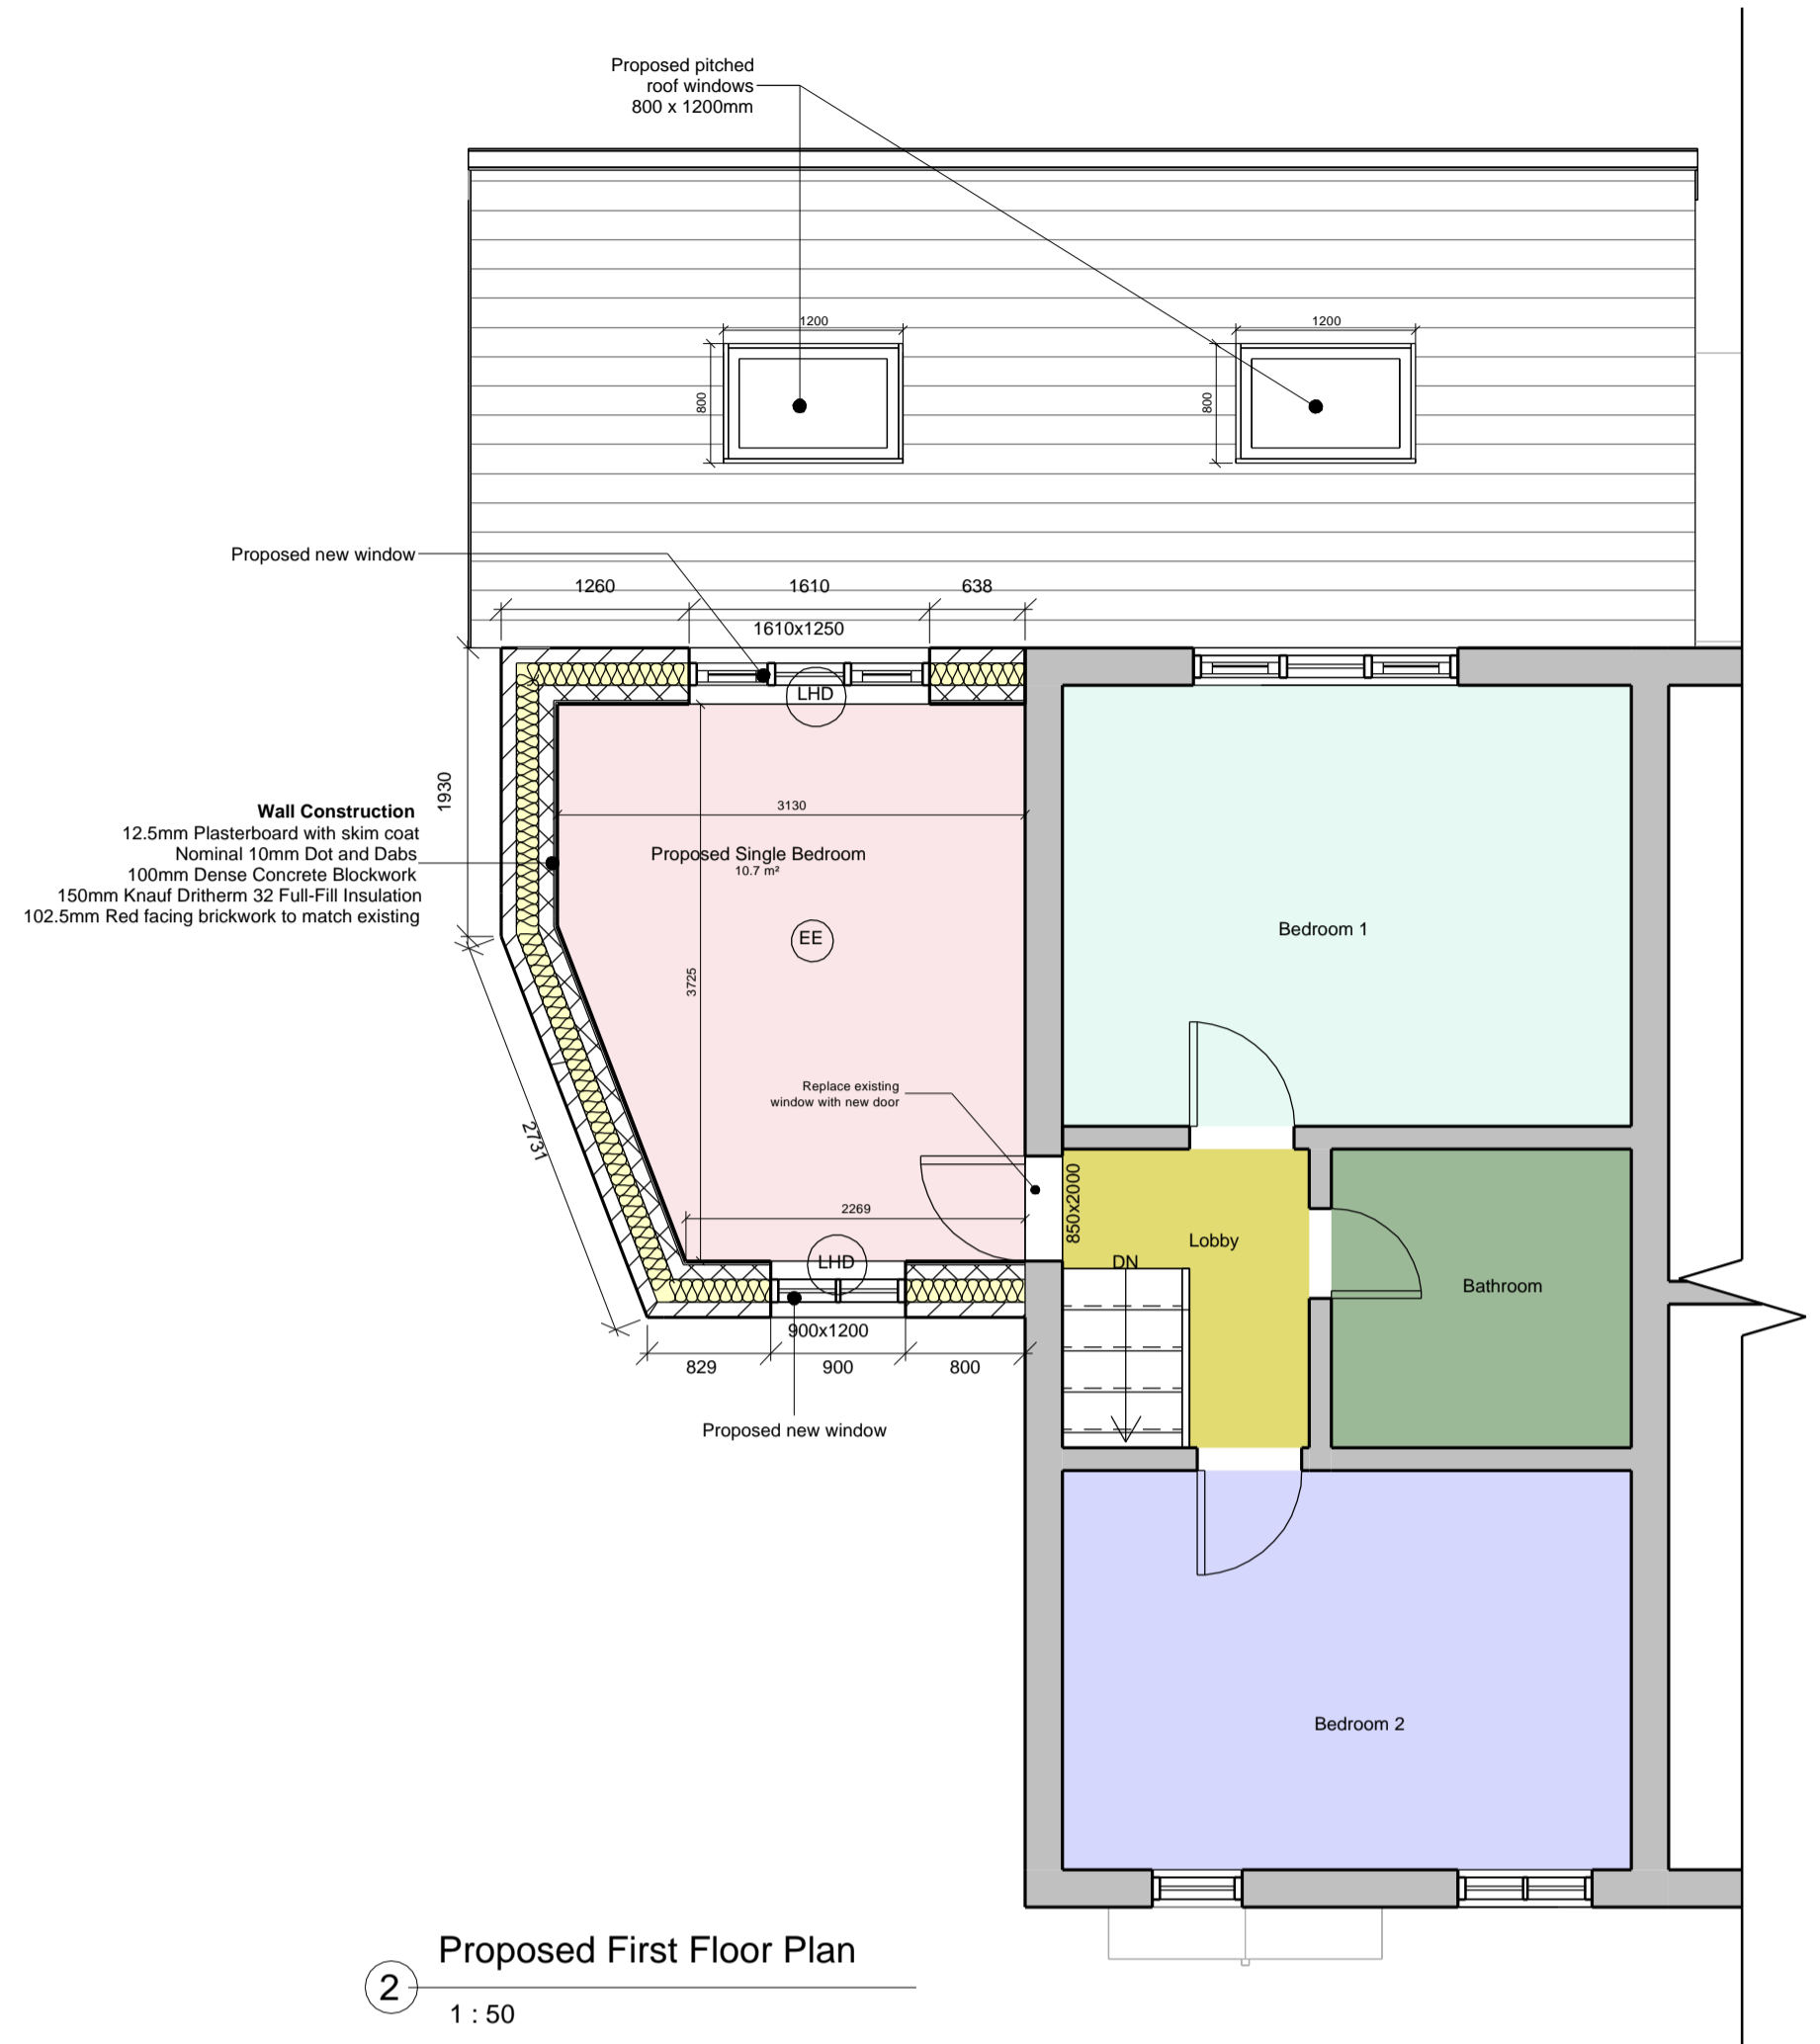 Proposed pitched
roof windows
800 x 1200mm
1200
1200
800
800
Proposed new window
1260
1610
638
1610x1250
LHD
1930
3130
Wall Construction
12.5mm Plasterboard with skim coat
Nominal 10mm Dot and Dabs
100mm Dense Concrete Blockwork
150mm Knauf Dritherm 32 Full-Fill Insulation
102.5mm Red facing brickwork to match existing
Proposed Single Bedroom
10.7 m²
EE
Bedroom 1
3725
Replace existing
window with new door
2731
850x2000
2269
Lobby
DN
LHD
Bathroom
900x1200
829
900
800
Proposed new window
Bedroom 2
Proposed First Floor Plan
2
1 : 50